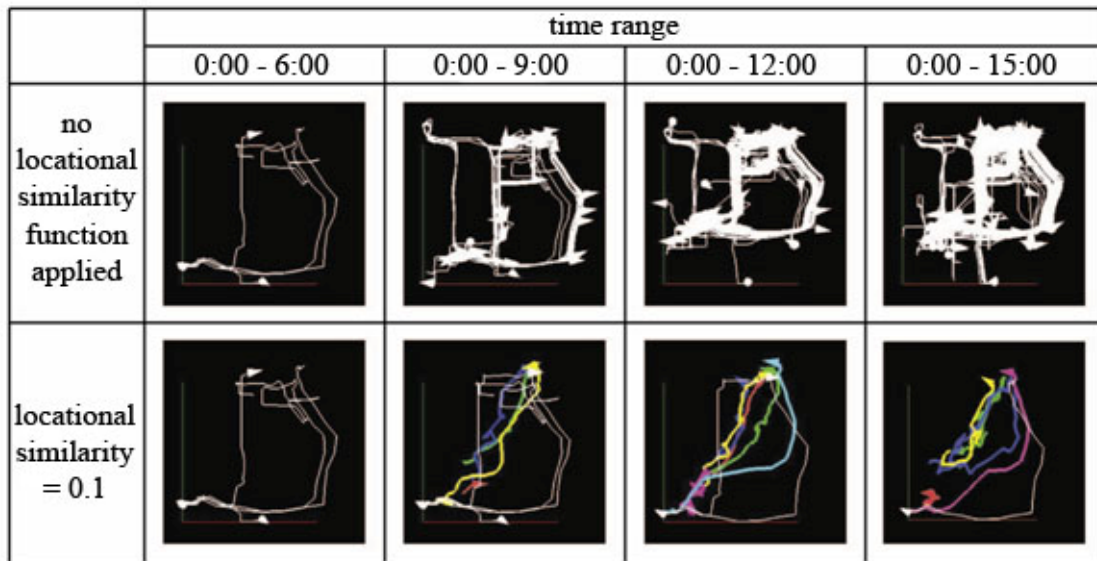 time range
0:00 - 6:00 0:00 - 9:00 0:00 - 12:00 0:00 - 15:00
no
locational
similarity
function
applied
locational
similarity
= 0.1